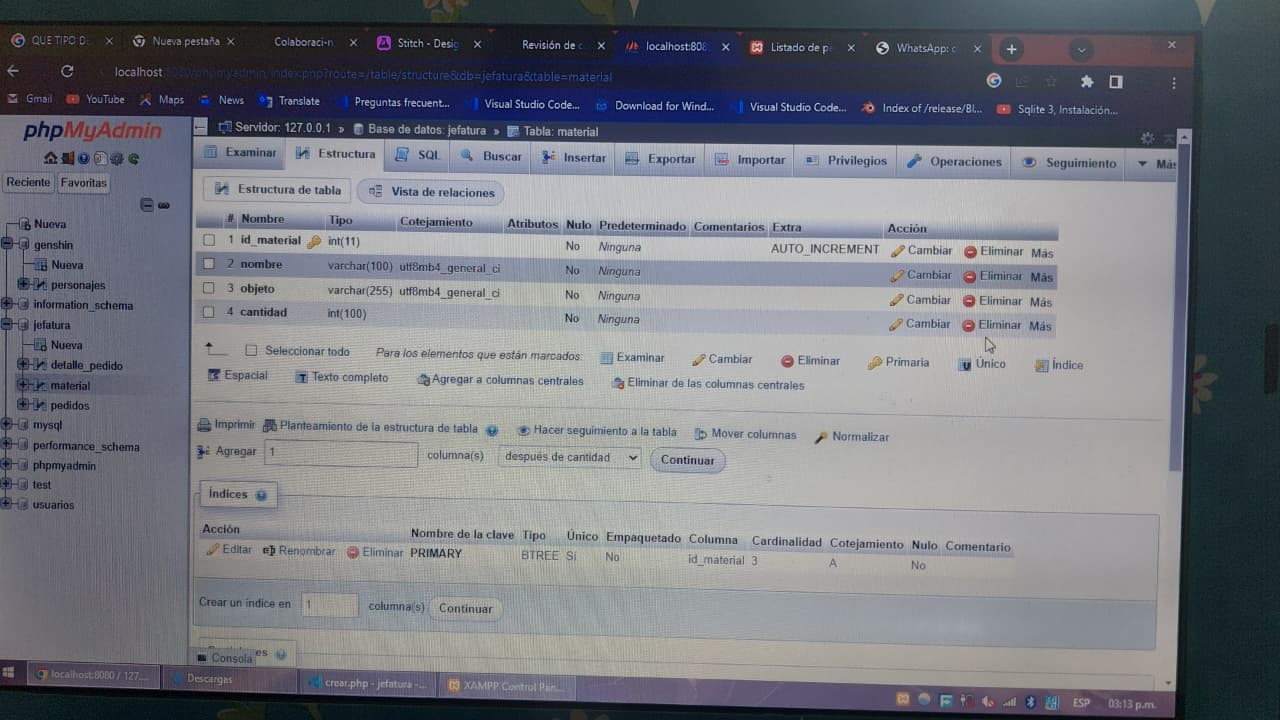 QUE TIPO DE
Nueva pestaña
Colaboraci-n
Stitch - Desig
Revisión de c
localhost:808
Listado de pe
WhatsApp: c
localhost:8080/phpmyadmin/index.php?route=/table/structure&db=jefatura&table=material
Gmail
YouTube
Maps
News
Translate
Preguntas frecuent...
Visual Studio Code...
Download for Wind...
Visual Studio Code...
Index of /release/Bl...
Sqlite 3, Instalación...
phpMyAdmin
Reciente
Favoritas
Nueva
genshin
Nueva
personajes
information_schema
jefatura
Nueva
detalle_pedido
material
pedidos
mysql
performance_schema
phpmyadmin
test
usuarios
Servidor: 127.0.0.1 » Base de datos: jefatura » Tabla: material
Examinar Estructura SQL Buscar Insertar Exportar Importar Privilegios Operaciones Seguimiento Más
Estructura de tabla Vista de relaciones
# Nombre Tipo Cotejamiento Atributos Nulo Predeterminado Comentarios Extra Acción
1 id_material int(11) No Ninguna AUTO_INCREMENT Cambiar Eliminar Más
2 nombre varchar(100) utf8mb4_general_ci No Ninguna Cambiar Eliminar Más
3 objeto varchar(255) utf8mb4_general_ci No Ninguna Cambiar Eliminar Más
4 cantidad int(100) No Ninguna Cambiar Eliminar Más
Seleccionar todo Para los elementos que están marcados: Examinar Cambiar Eliminar Primaria Único Índice
Espacial Texto completo Agregar a columnas centrales Eliminar de las columnas centrales
Imprimir Planteamiento de la estructura de tabla Hacer seguimiento a la tabla Mover columnas Normalizar
Agregar 1 columna(s) después de cantidad Continuar
Índices
Acción Nombre de la clave Tipo Único Empaquetado Columna Cardinalidad Cotejamiento Nulo Comentario
Editar Renombrar Eliminar PRIMARY BTREE Sí No id_material 3 A No
Crear un índice en 1 columna(s) Continuar
Consola
localhost:8080 / 127....
Descargas
crear.php - jefatura -...
XAMPP Control Pan...
ESP
03:13 p.m.